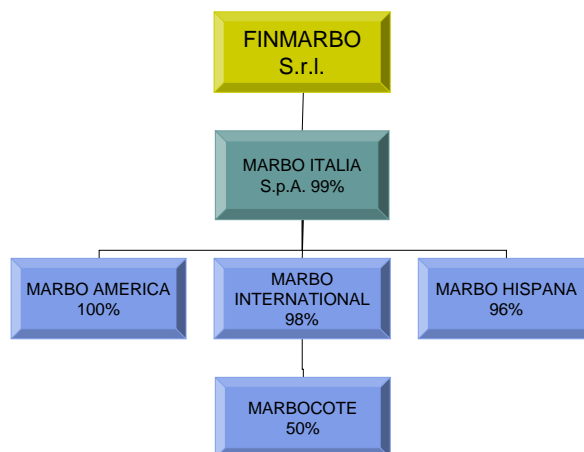 FINMARBO
S.r.l.
MARBO ITALIA
S.p.A. 99%
MARBO AMERICA
100%
MARBO
INTERNATIONAL
98%
MARBO HISPANA
96%
MARBOCOTE
50%